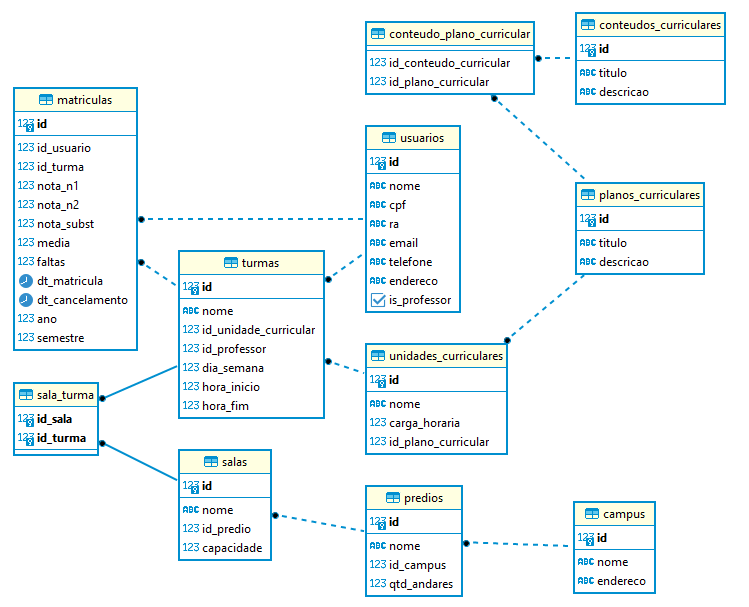 conteudo_plano_curricular
123 id_conteudo_curricular
123 id_plano_curricular
conteudos_curriculares
123 id
ABC titulo
ABC descricao
matriculas
123 id
123 id_usuario
123 id_turma
123 nota_n1
123 nota_n2
123 nota_subst
123 media
123 faltas
dt_matricula
dt_cancelamento
123 ano
123 semestre
usuarios
123 id
ABC nome
ABC cpf
ABC ra
ABC email
ABC telefone
ABC endereco
is_professor
planos_curriculares
123 id
ABC titulo
ABC descricao
turmas
123 id
ABC nome
123 id_unidade_curricular
123 id_professor
123 dia_semana
123 hora_inicio
123 hora_fim
unidades_curriculares
123 id
ABC nome
123 carga_horaria
123 id_plano_curricular
sala_turma
123 id_sala
123 id_turma
salas
123 id
ABC nome
123 id_predio
123 capacidade
predios
123 id
ABC nome
123 id_campus
123 qtd_andares
campus
123 id
ABC nome
ABC endereco